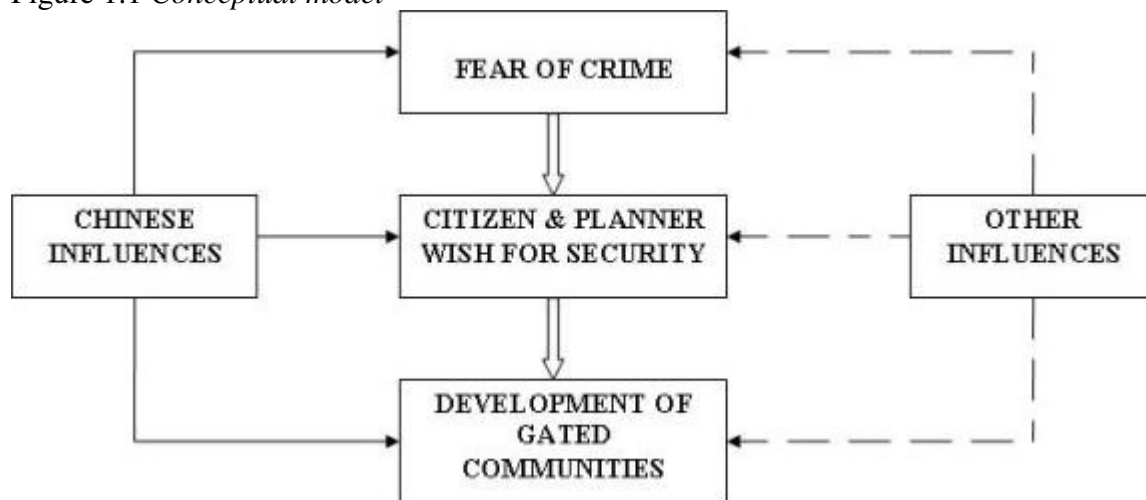 Figure 1.1 Conceptual model
FEAR OF CRIME
CHINESE
INFLUENCES
CITIZEN & PLANNER
WISH FOR SECURITY
OTHER
INFLUENCES
DEVELOPMENT OF
GATED
COMMUNITIES